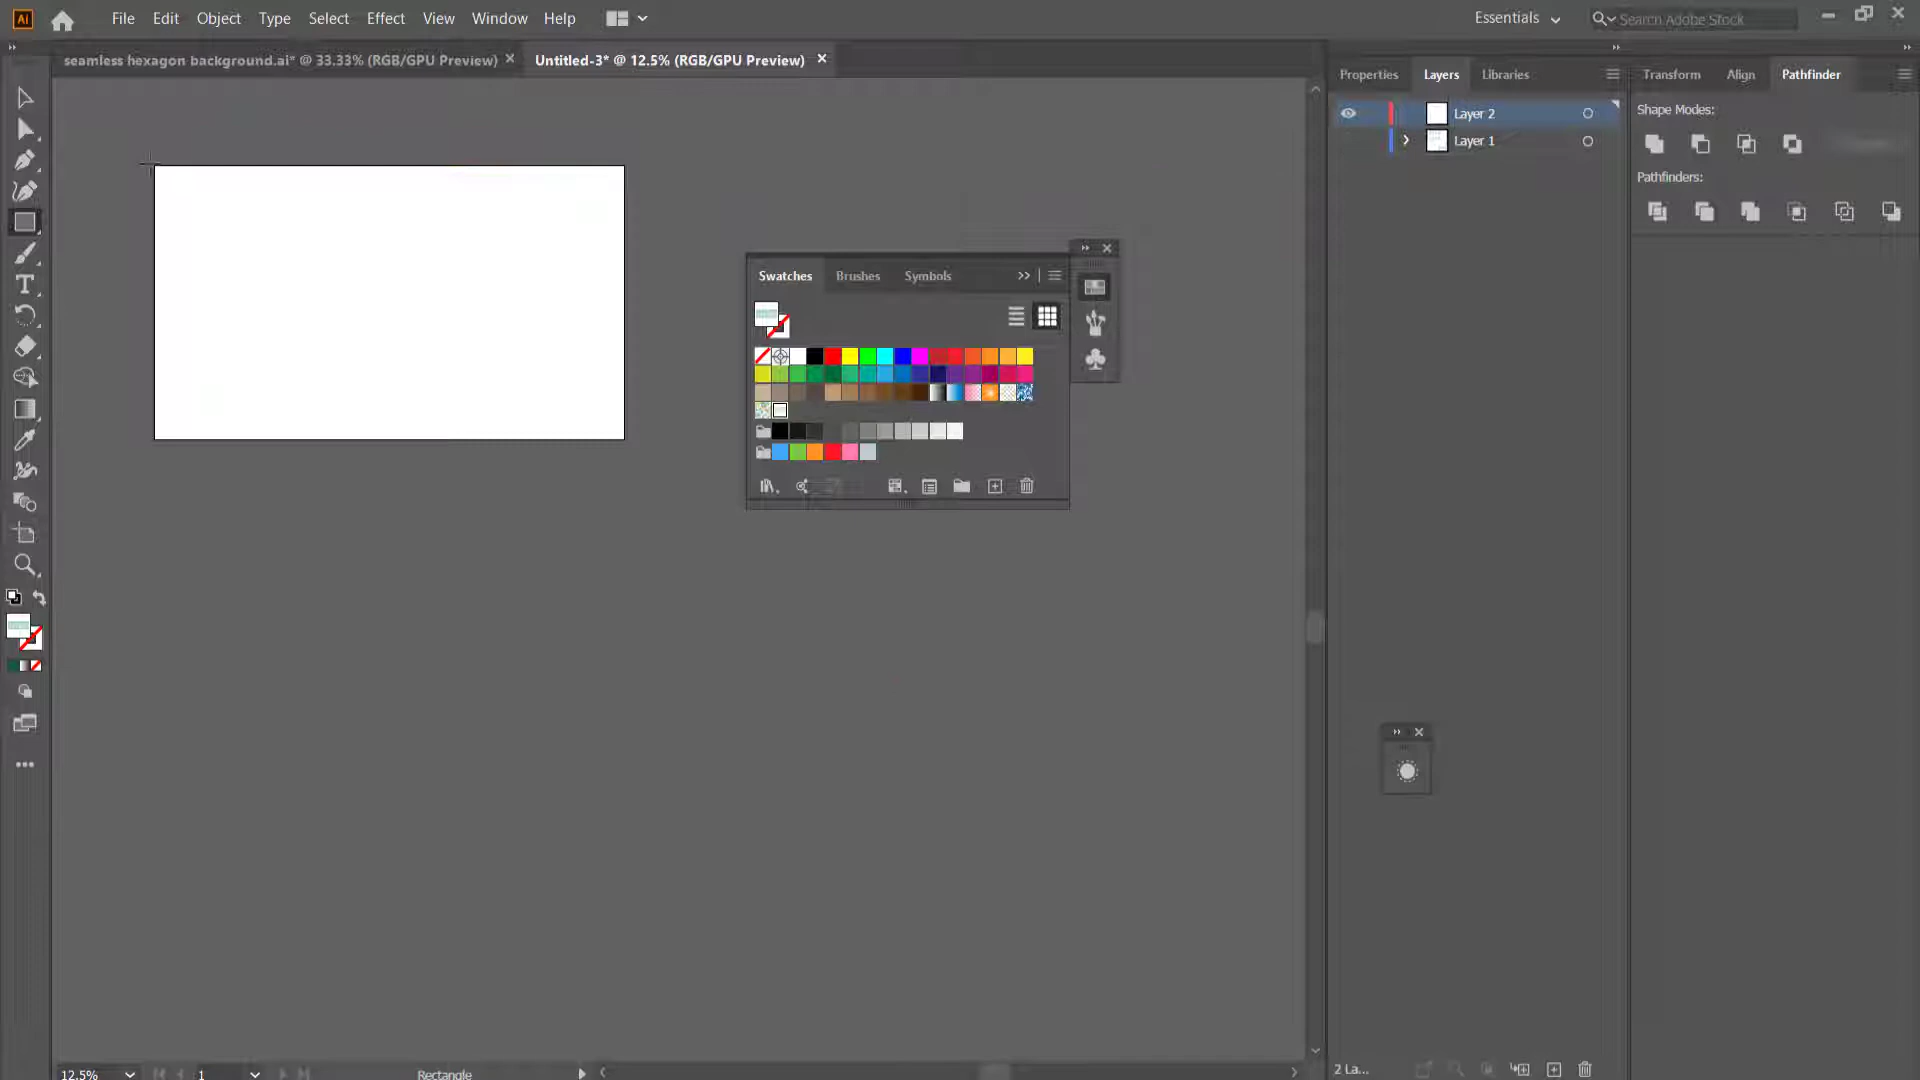 Ai File Edit Object Type Select Effect View Window Help Essentials Search Adobe Stock
seamless hexagon background.ai* @ 33.33% (RGB/GPU Preview) Untitled-3* @ 12.5% (RGB/GPU Preview)
Properties Layers Libraries Transform Align Pathfinder
Layer 2 Shape Modes:
Layer 1
Pathfinders:
Swatches Brushes Symbols
2 La...
12.5% 1 Rectangle